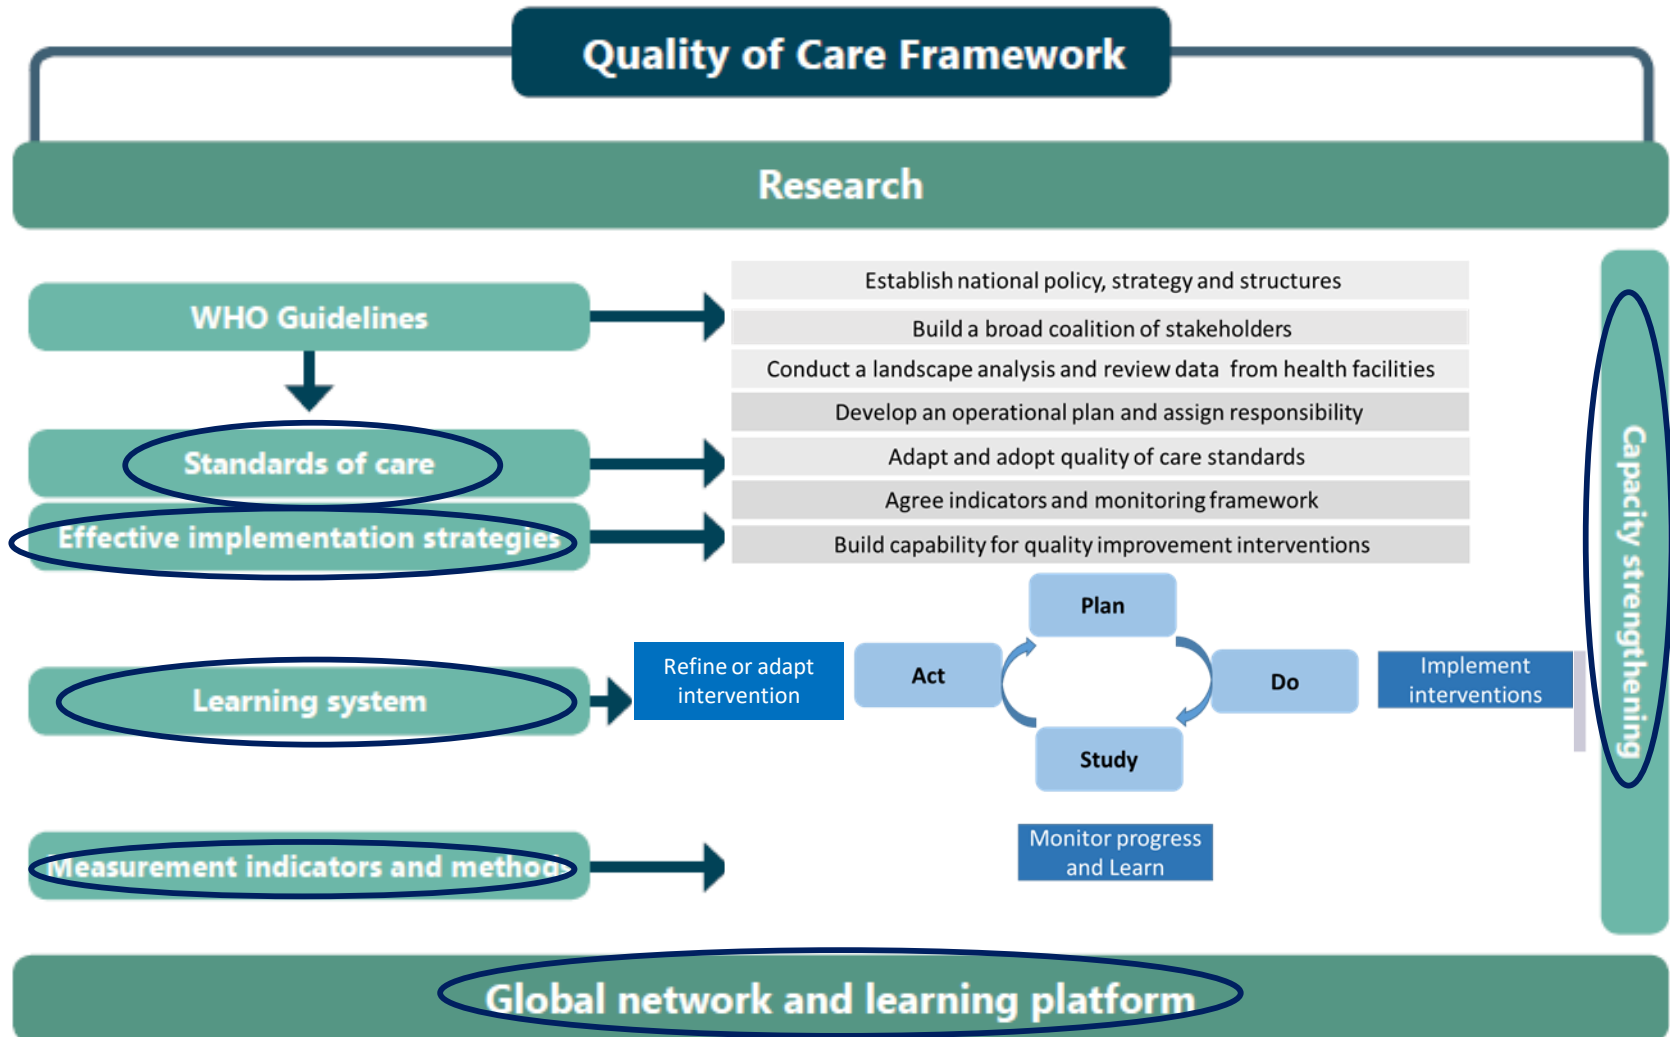 Quality of Care Framework
Research
WHO Guidelines
Establish national policy, strategy and structures
Build a broad coalition of stakeholders
Conduct a landscape analysis and review data from health facilities
Develop an operational plan and assign responsibility
Standards of care
Adapt and adopt quality of care standards
Agree indicators and monitoring framework
Effective implementation strategies
Build capability for quality improvement interventions
Capacity strengthening
Learning system
Refine or adapt
intervention
Plan
Act
Do
Study
Implement
interventions
Measurement indicators and methods
Monitor progress
and Learn
Global network and learning platform